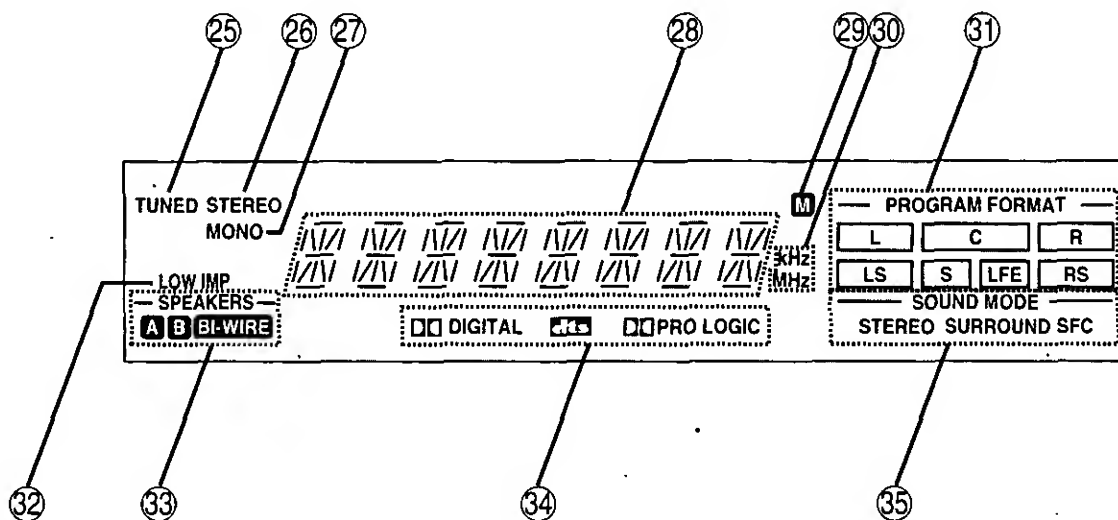 25 26 27 28 29 30 31
TUNED STEREO
MONO
M
kHz
MHz
PROGRAM FORMAT
L C R
LS S LFE RS
LOW IMP.
SPEAKERS
A B BI-WIRE
DIGITAL dts PRO LOGIC
SOUND MODE
STEREO SURROUND SFC
32 33 34 35